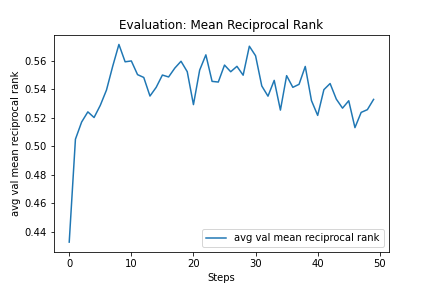 Evaluation: Mean Reciprocal Rank
avg val mean reciprocal rank
0.56
0.54
0.52
0.50
0.48
0.46
0.44
avg val mean reciprocal rank
0 10 20 30 40 50
Steps